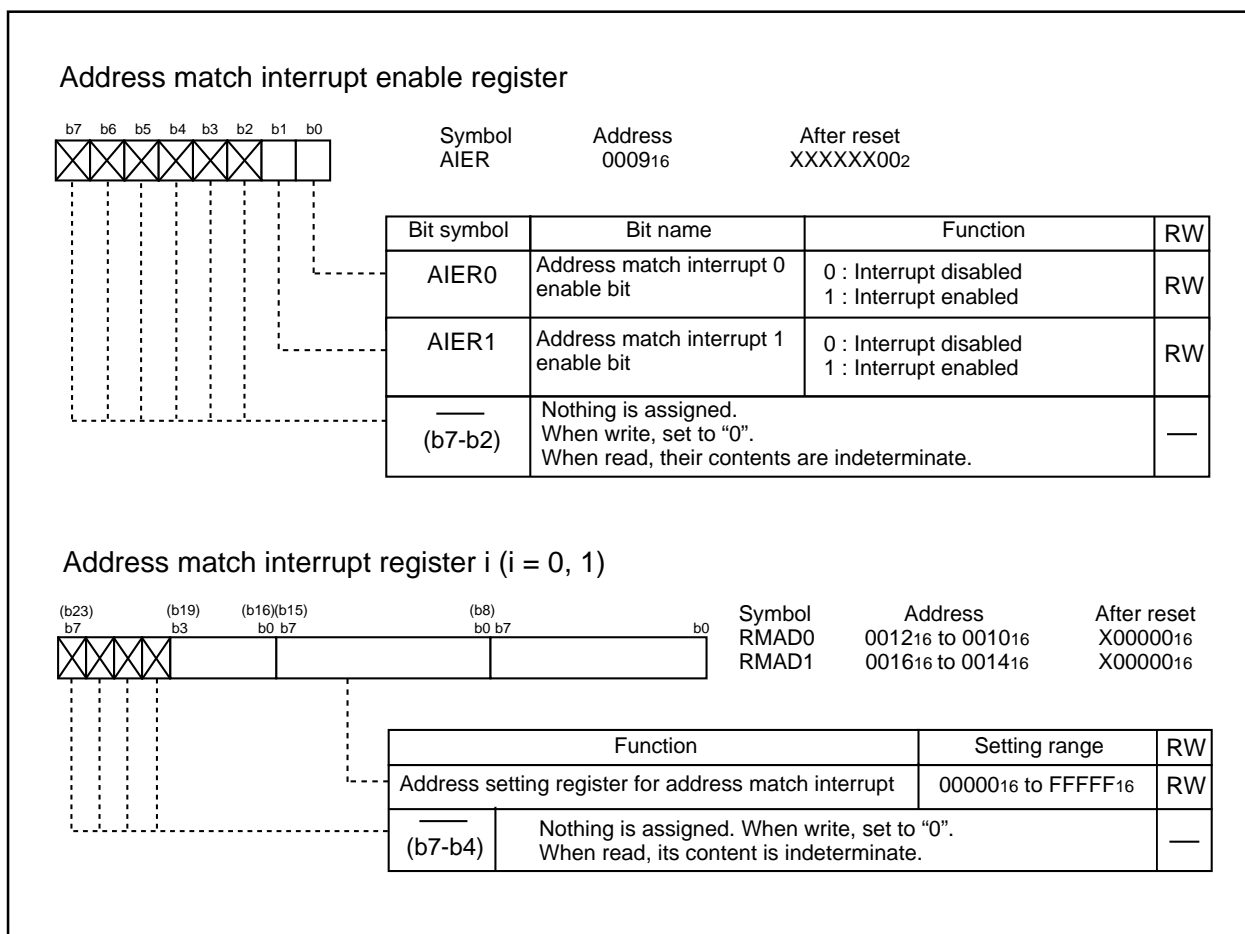 Address match interrupt enable register
b7 b6 b5 b4 b3 b2 b1 b0
Symbol Address After reset
AIER 000916 XXXXXX002
Bit symbol Bit name Function RW
AIER0 Address match interrupt 0 enable bit 0 : Interrupt disabled 1 : Interrupt enabled RW
AIER1 Address match interrupt 1 enable bit 0 : Interrupt disabled 1 : Interrupt enabled RW
(b7-b2) Nothing is assigned.
When write, set to “0”.
When read, their contents are indeterminate. —
Address match interrupt register i (i = 0, 1)
(b23) (b19) (b16)(b15) (b8)
b7 b3 b0 b7 b0 b7 b0
Symbol Address After reset
RMAD0 001216 to 001016 X0000016
RMAD1 001616 to 001416 X0000016
Function Setting range RW
Address setting register for address match interrupt 0000016 to FFFFF16 RW
(b7-b4) Nothing is assigned. When write, set to “0”.
When read, its content is indeterminate. —